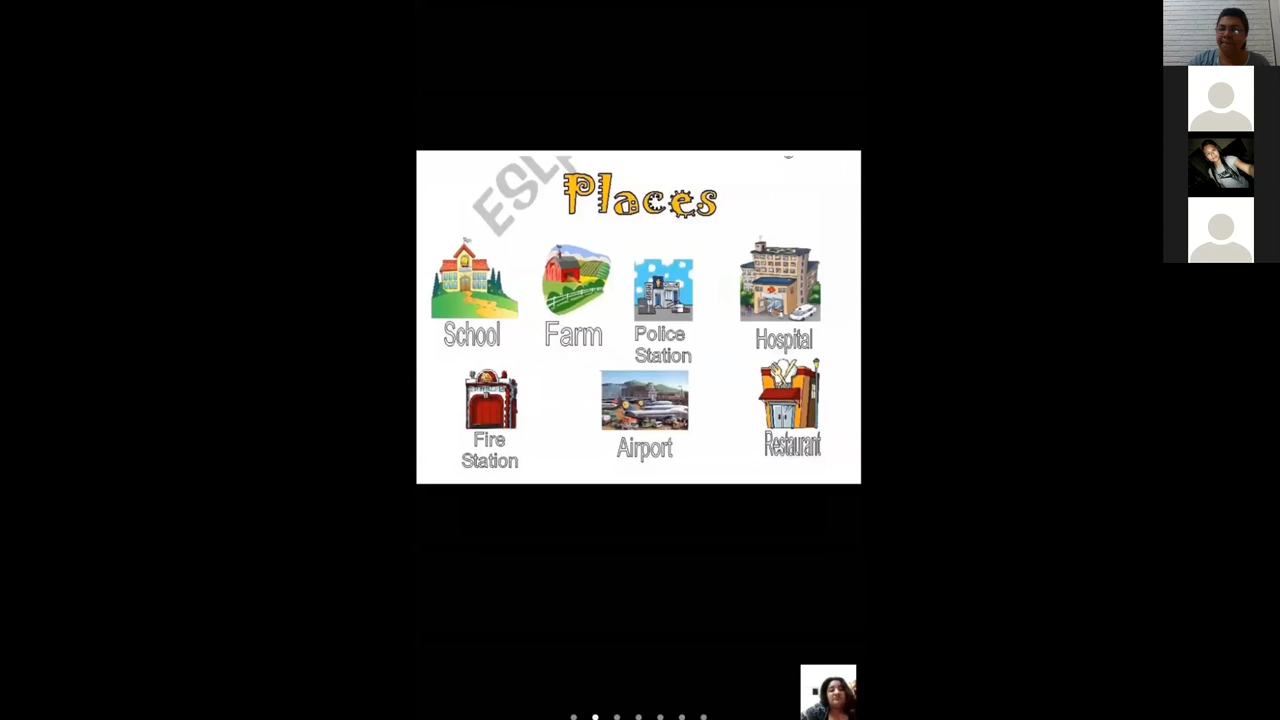 Places
School
Farm
Police
Station
Hospital
Fire
Station
Airport
Restaurant